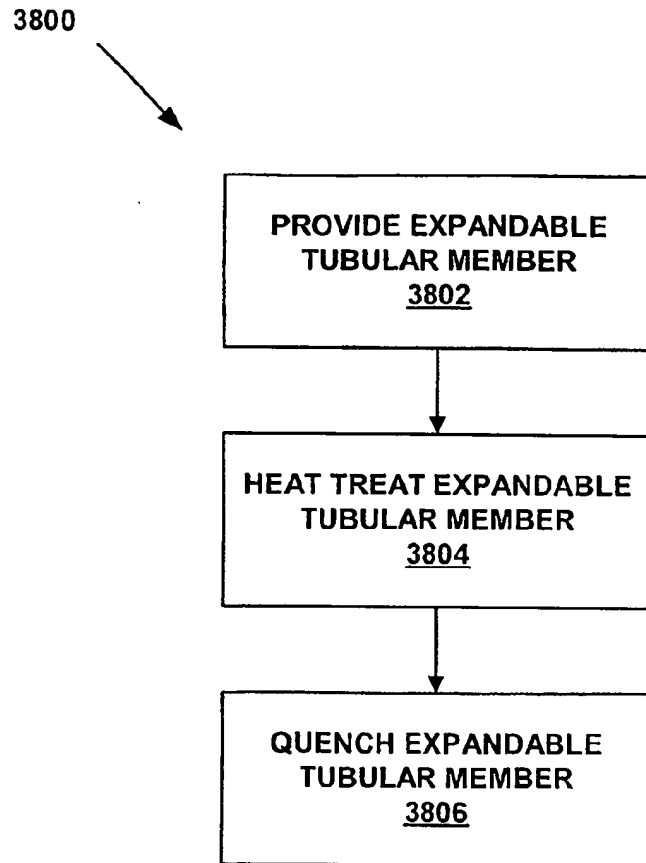 3800
PROVIDE EXPANDABLE
TUBULAR MEMBER
3802
HEAT TREAT EXPANDABLE
TUBULAR MEMBER
3804
QUENCH EXPANDABLE
TUBULAR MEMBER
3806